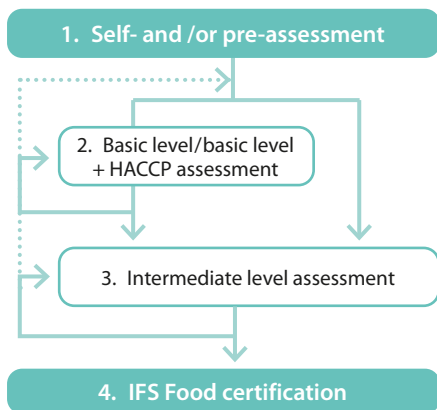 1. Self- and /or pre-assessment
2. Basic level/basic level
+ HACCP assessment
3. Intermediate level assessment
4. IFS Food certification